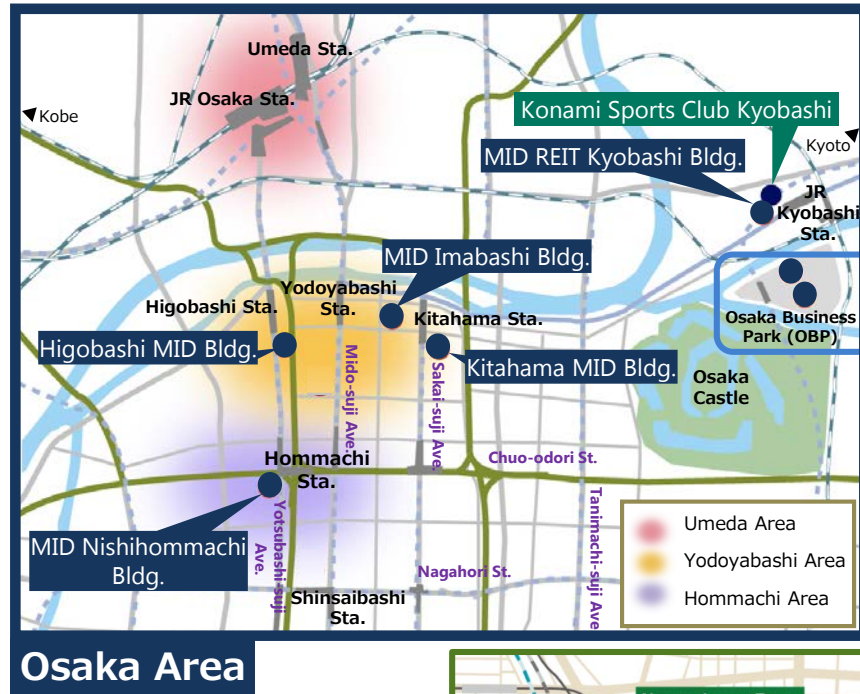 Umeda Sta.
JR Osaka Sta.
Kobe
Konami Sports Club Kyobashi
Kyoto
MID REIT Kyobashi Bldg.
JR
Kyobashi
Sta.
MID Imabashi Bldg.
Yodoyabashi
Sta.
Higobashi Sta.
Kitahama Sta.
Osaka Business
Park (OBP)
Higobashi MID Bldg.
Mido-suji Ave.
Sakai-suji Ave.
Kitahama MID Bldg.
Osaka
Castle
Hommachi
Sta.
Chuo-odori St.
Tanimachi-suji Ave
MID Nishihommachi
Bldg.
Yotsubashi-suji
Ave.
Nagahori St.
Shinsaibashi
Sta.
Umeda Area
Yodoyabashi Area
Hommachi Area
Osaka Area